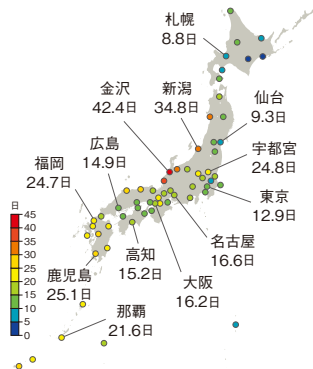 札幌
8.8日
金沢
42.4日
新潟
34.8日
仙台
9.3日
広島
14.9日
宇都宮
24.8日
福岡
24.7日
東京
12.9日
名古屋
16.6日
高知
15.2日
大阪
16.2日
鹿児島
25.1日
那覇
21.6日
日
45
40
35
30
25
20
15
10
5
0